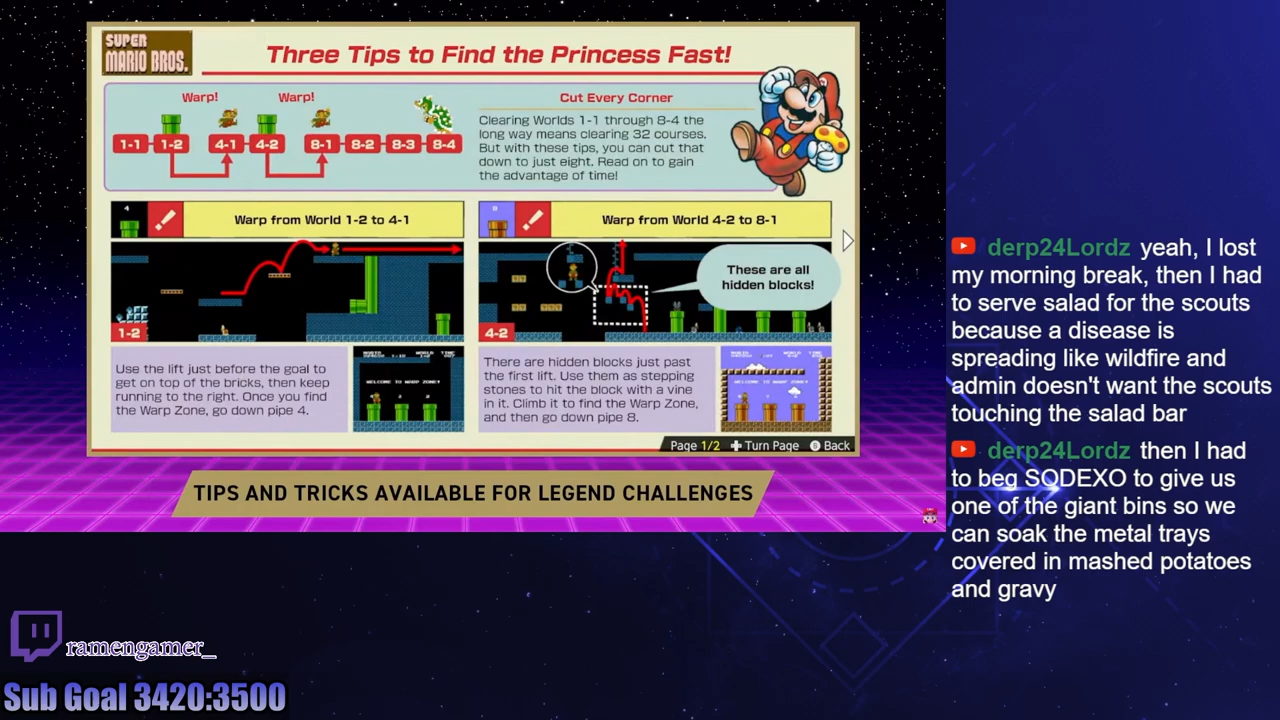 SUPER
MARIO BROS.
Three Tips to Find the Princess Fast!
Warp!
Warp!
1-1
1-2
4-1
4-2
8-1
8-2
8-3
8-4
Cut Every Corner
Clearing Worlds 1-1 through 8-4 the
long way means clearing 32 courses.
But with these tips, you can cut that
down to just eight. Read on to gain
the advantage of time!
4
!
Warp from World 1-2 to 4-1
1-2
Use the lift just before the goal to
get on top of the bricks, then keep
running to the right. Once you find
the Warp Zone, go down pipe 4.
WELCOME TO WARP ZONE!
8
!
Warp from World 4-2 to 8-1
These are all
hidden blocks!
4-2
There are hidden blocks just past
the first lift. Use them as stepping
stones to hit the block with a vine
in it. Climb it to find the Warp Zone,
and then go down pipe 8.
WELCOME TO WARP ZONE!
Page 1/2 Turn Page B Back
TIPS AND TRICKS AVAILABLE FOR LEGEND CHALLENGES
derp24Lordz yeah, I lost
my morning break, then I had
to serve salad for the scouts
because a disease is
spreading like wildfire and
admin doesn't want the scouts
touching the salad bar
derp24Lordz then I had
to beg SODEXO to give us
one of the giant bins so we
can soak the metal trays
covered in mashed potatoes
and gravy
ramengamer_
Sub Goal 3420:3500